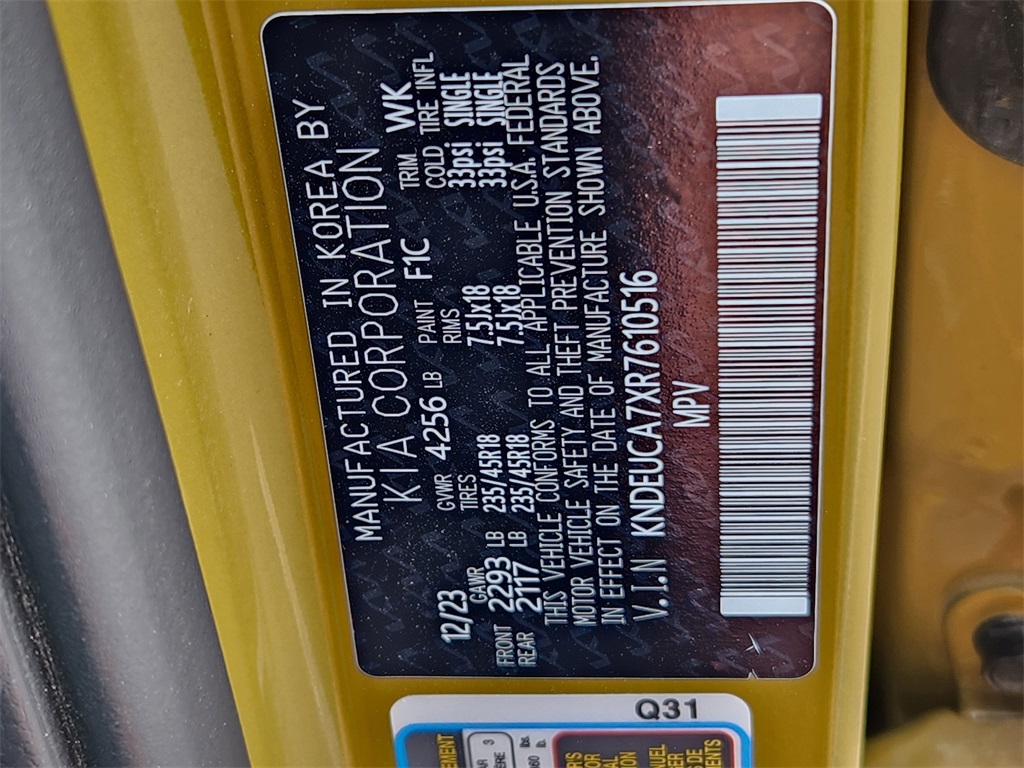 MANUFACTURED IN KOREA BY
KIA CORPORATION
12/23 GVWR 4256 LB PAINT F1C TRIM WK
GAWR TIRES RIMS COLD TIRE INFL
FRONT 2293 LB 235/45R18 7.5Jx18 33psi SINGLE
REAR 2117 LB 235/45R18 7.5Jx18 33psi SINGLE
THIS VEHICLE CONFORMS TO ALL APPLICABLE U.S.A. FEDERAL
MOTOR VEHICLE SAFETY AND THEFT PREVENTION STANDARDS
IN EFFECT ON THE DATE OF MANUFACTURE SHOWN ABOVE.
V.I.N KNDEUCA7XR7610516
MPV
Q31